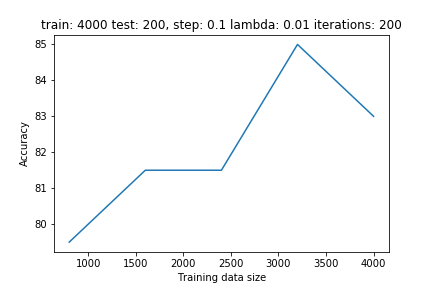 train: 4000 test: 200, step: 0.1 lambda: 0.01 iterations: 200
85
84
83
82
81
80
Accuracy
1000 1500 2000 2500 3000 3500 4000
Training data size